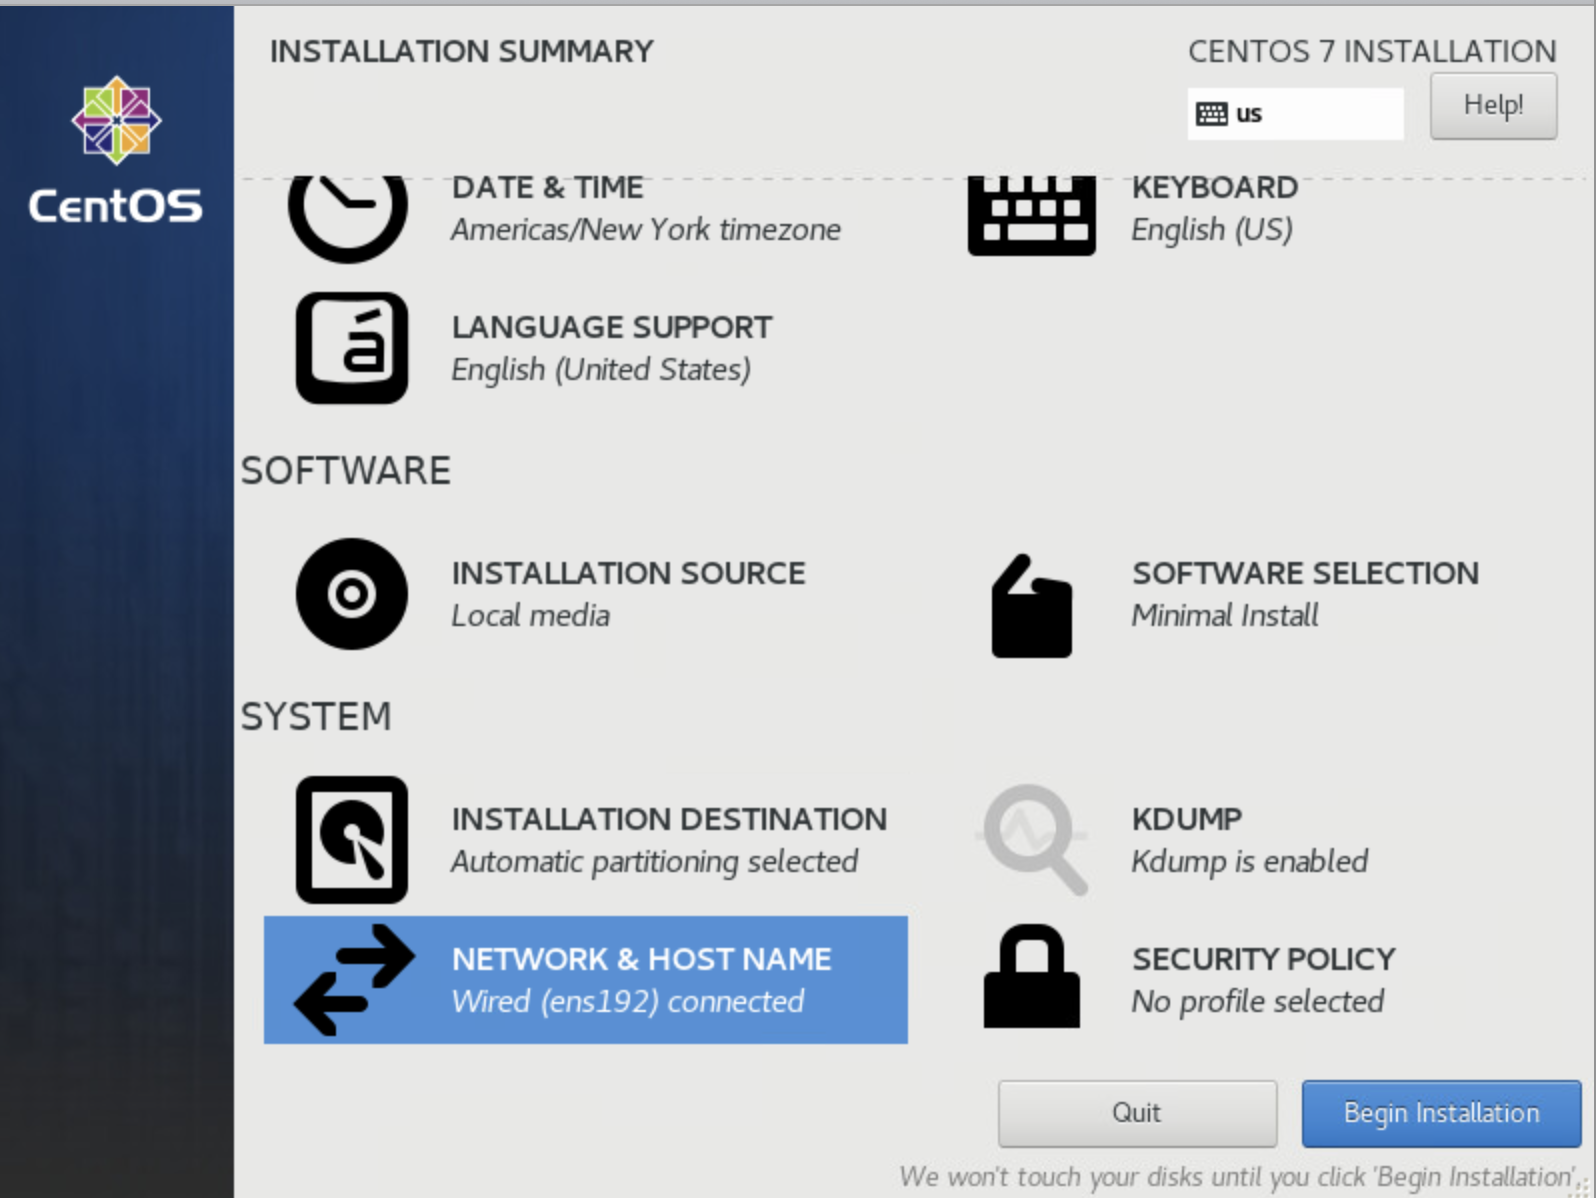 INSTALLATION SUMMARY
CENTOS 7 INSTALLATION
us
Help!
CentOS
DATE & TIME
Americas/New York timezone
KEYBOARD
English (US)
á
LANGUAGE SUPPORT
English (United States)
SOFTWARE
INSTALLATION SOURCE
Local media
SOFTWARE SELECTION
Minimal Install
SYSTEM
INSTALLATION DESTINATION
Automatic partitioning selected
KDUMP
Kdump is enabled
NETWORK & HOST NAME
Wired (ens192) connected
SECURITY POLICY
No profile selected
Quit
Begin Installation
We won't touch your disks until you click 'Begin Installation'.